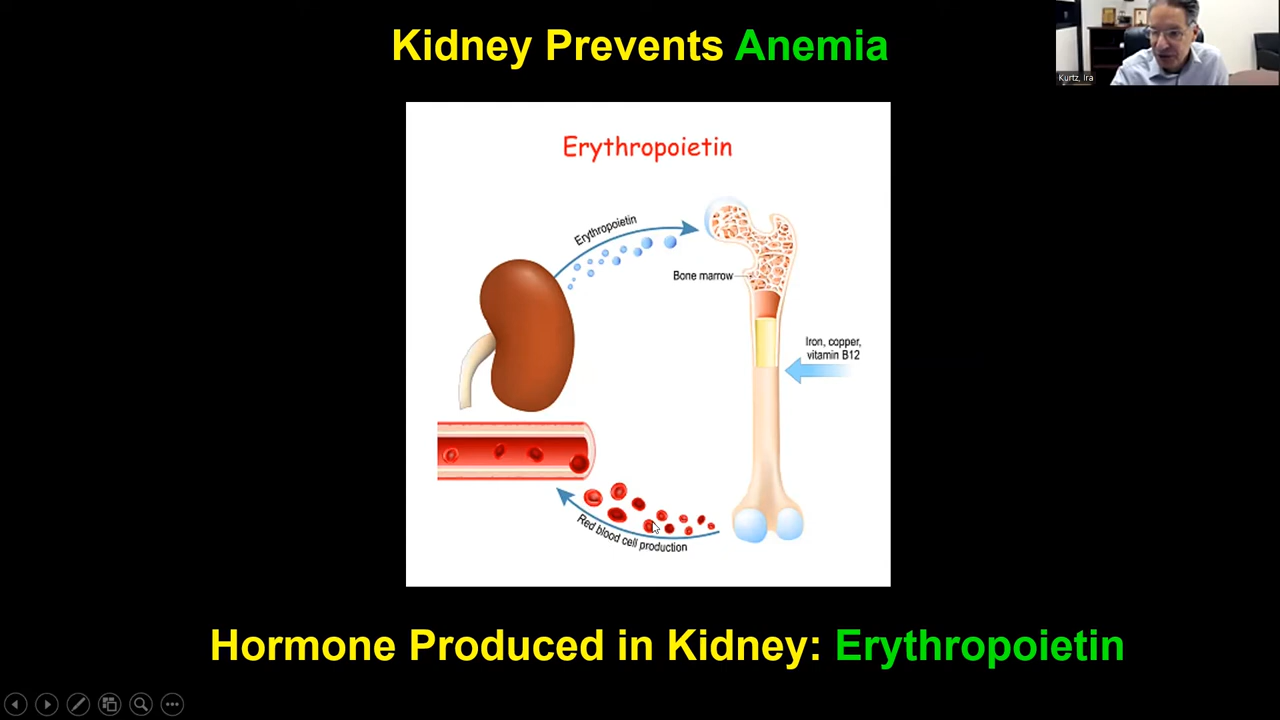 Kidney Prevents Anemia
Kurtz, Ira
Erythropoietin
Erythropoietin
Bone marrow
Iron, copper,
vitamin B12
Red blood cell production
Hormone Produced in Kidney: Erythropoietin